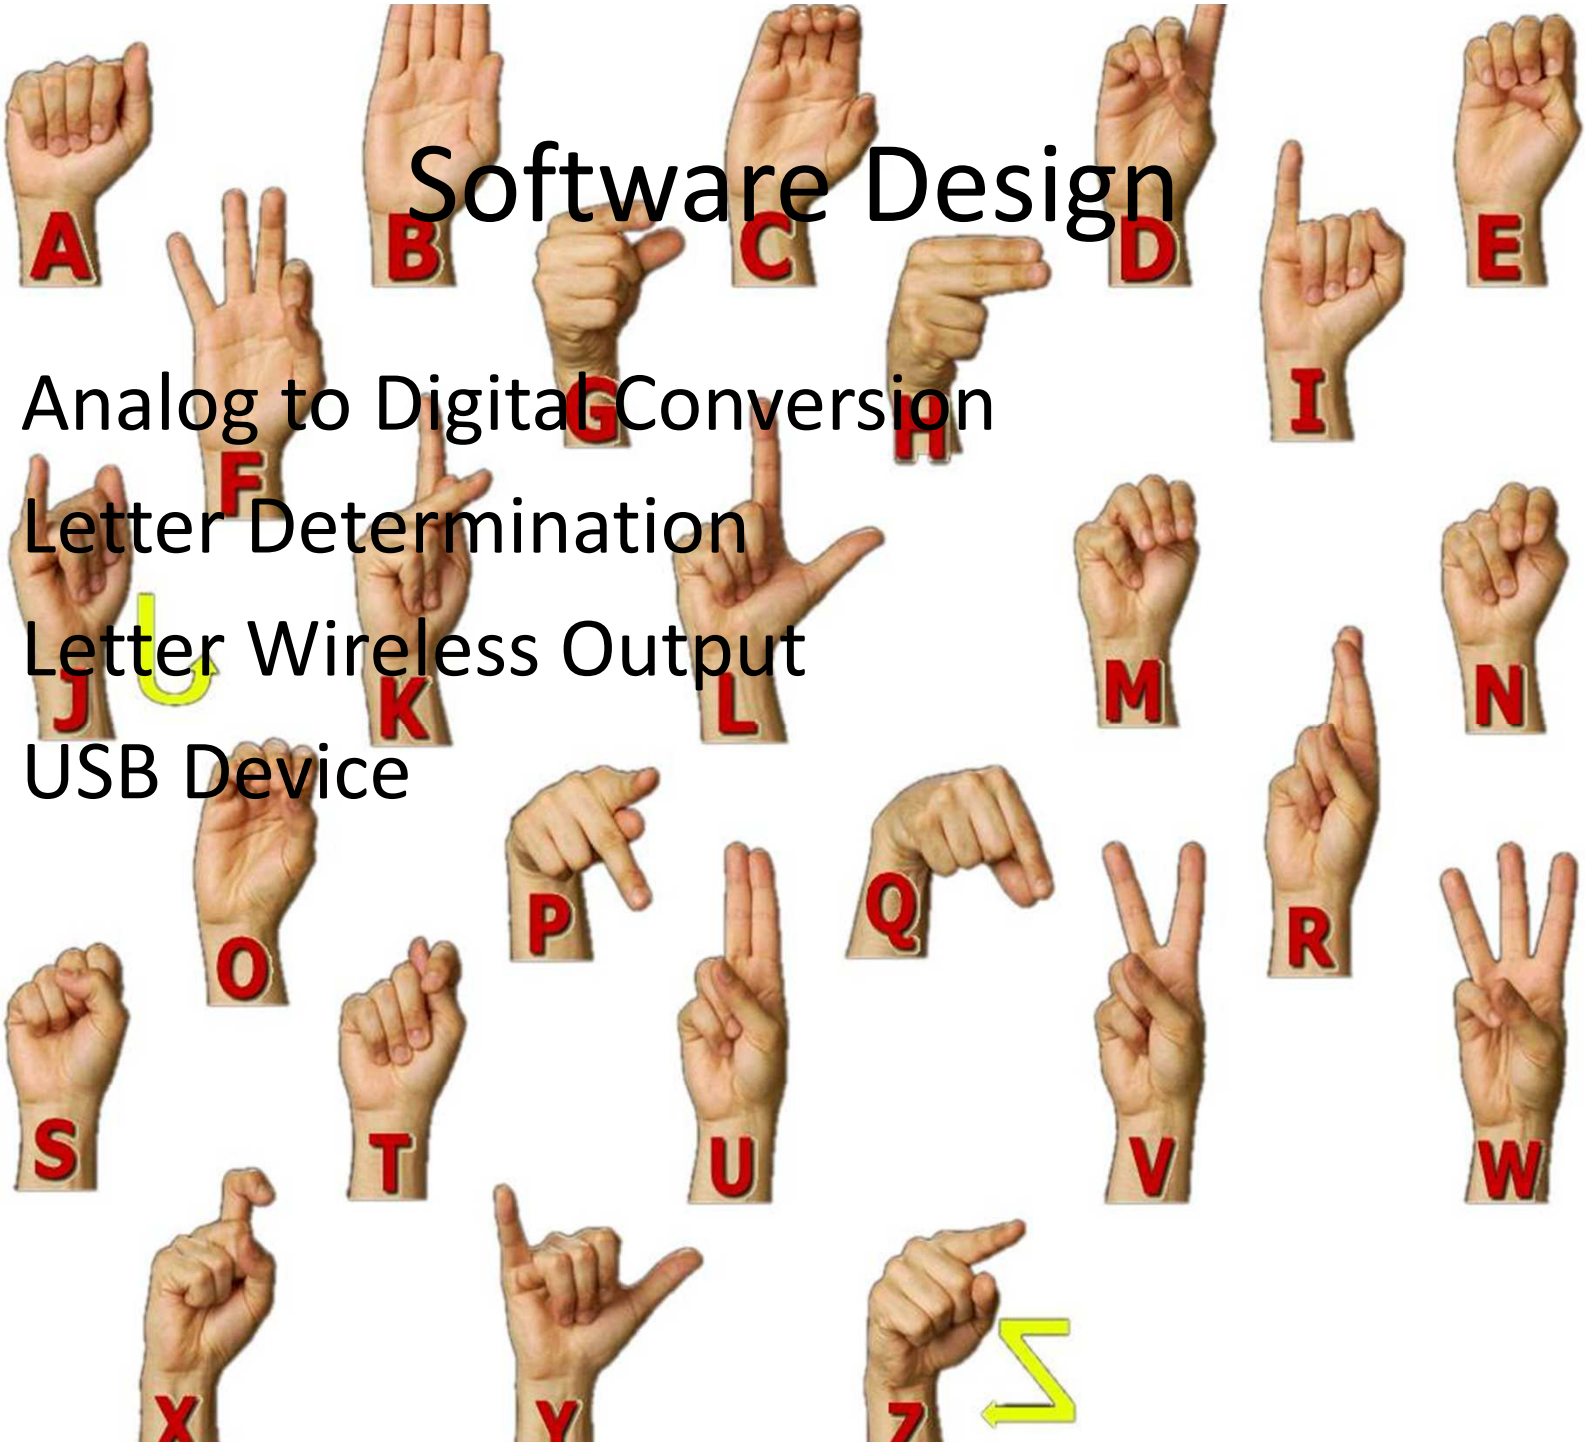 Software Design
A B C D E
F G H I
Analog to Digital Conversion
Letter Determination
Letter Wireless Output
J K L M N
USB Device
O P Q R
S T U V W
X Y Z